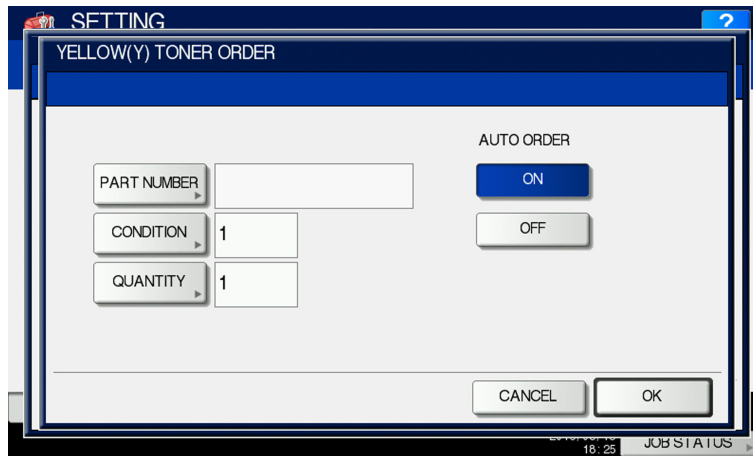 SETTING
?
YELLOW(Y) TONER ORDER
AUTO ORDER
PART NUMBER
ON
CONDITION 1
OFF
QUANTITY 1
CANCEL OK
18:25 JOB STATUS